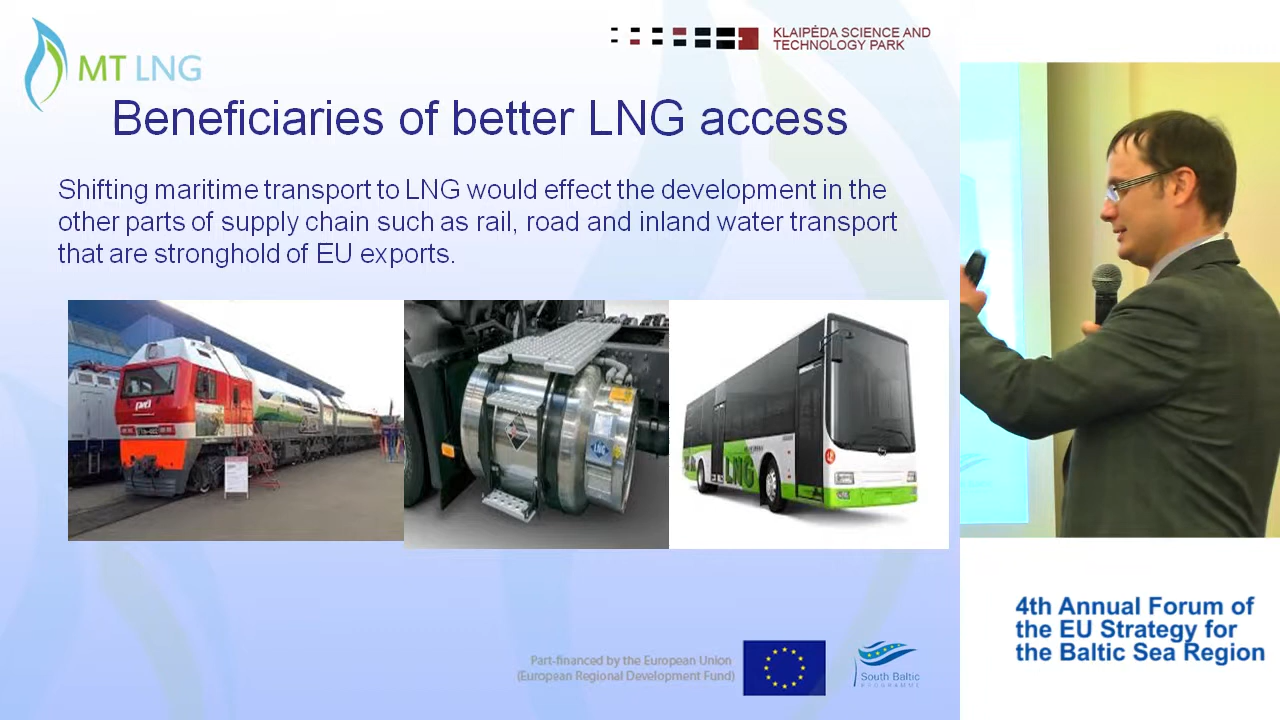 MT LNG
KLAIPĖDA SCIENCE AND
TECHNOLOGY PARK
Beneficiaries of better LNG access
Shifting maritime transport to LNG would effect the development in the
other parts of supply chain such as rail, road and inland water transport
that are stronghold of EU exports.
LNG
LNG
Part-financed by the European Union
(European Regional Development Fund)
South Baltic
PROGRAMME
4th Annual Forum of
the EU Strategy for
the Baltic Sea Region